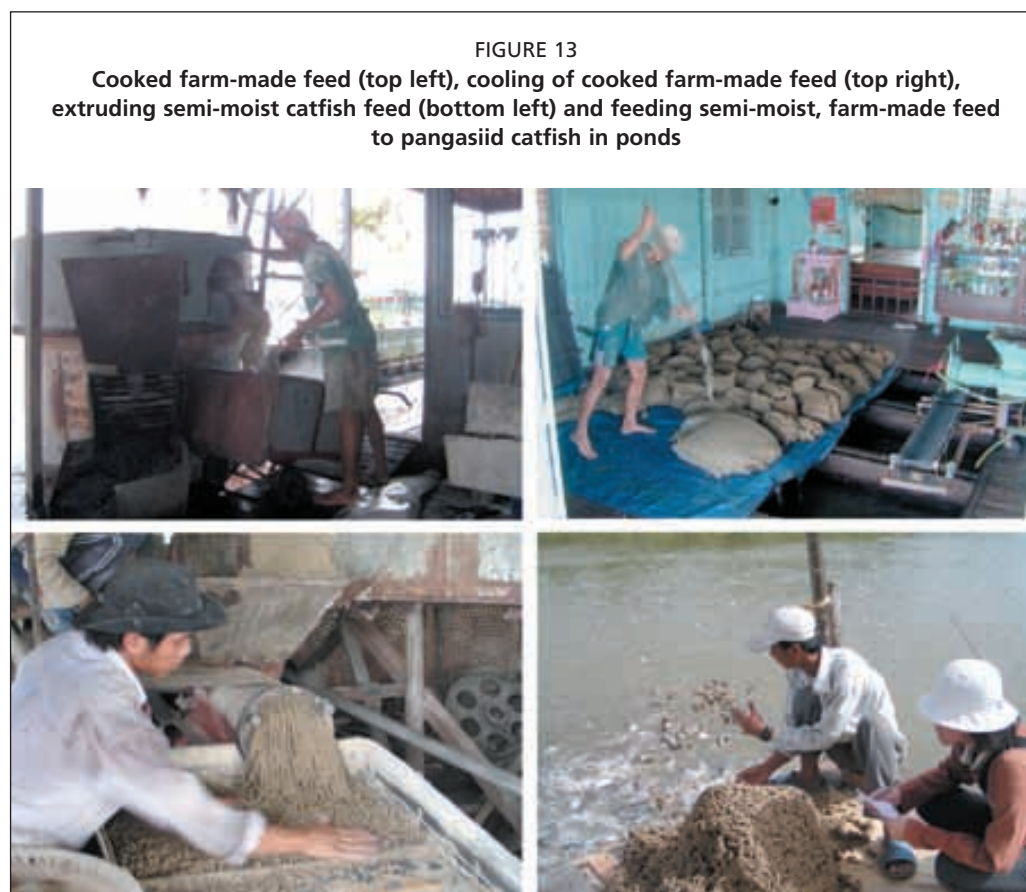 FIGURE 13
Cooked farm-made feed (top left), cooling of cooked farm-made feed (top right),
extruding semi-moist catfish feed (bottom left) and feeding semi-moist, farm-made feed
to pangasiid catfish in ponds